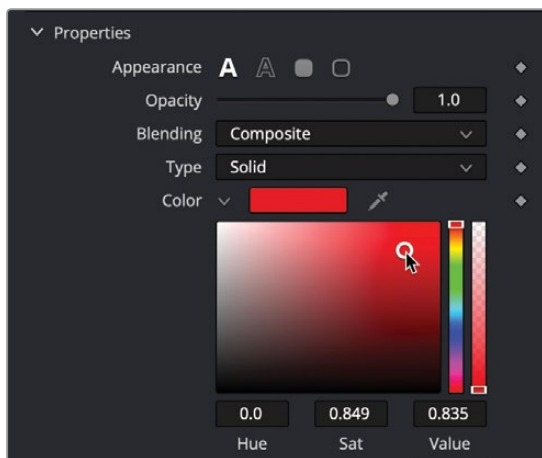 Properties
Appearance A A
Opacity 1.0
Blending Composite
Type Solid
Color
0.0 0.849 0.835
Hue Sat Value